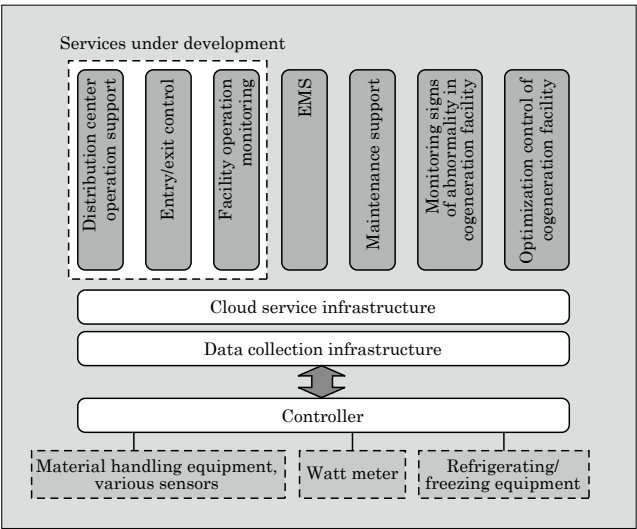 Services under development
Distribution center
operation support
Entry/exit control
Facility operation
monitoring
EMS
Maintenance support
Monitoring signs
of abnormality in
cogeneration facility
Optimization control of
cogeneration facility
Cloud service infrastructure
Data collection infrastructure
Controller
Material handling equipment,
various sensors
Watt meter
Refrigerating/
freezing equipment